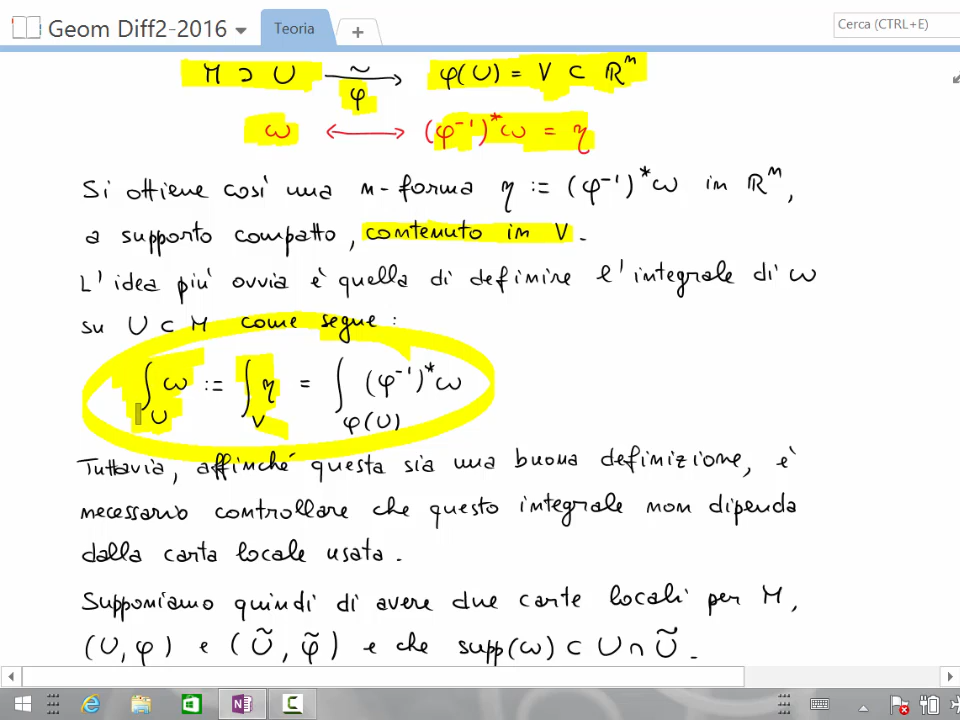 Geom Diff2-2016
Teoria
+
Cerca (CTRL+E)
M ⊃ U ~→ φ φ(U) = V ⊂ ℝⁿ
ω ⟷ (φ⁻¹)*ω = η
Si ottiene così una n-forma η := (φ⁻¹)*ω in ℝⁿ,
a supporto compatto, contenuto in V.
L'idea più ovvia è quella di definire l'integrale di ω
su U ⊂ M come segue:
∫_U ω := ∫_V η = ∫_φ(U) (φ⁻¹)*ω
Tuttavia, affinché questa sia una buona definizione, è
necessario controllare che questo integrale non dipenda
dalla carta locale usata.
Supponiamo quindi di avere due carte locali per M,
(U, φ) e (Ũ, φ̃) e che supp(ω) ⊂ U ∩ Ũ.